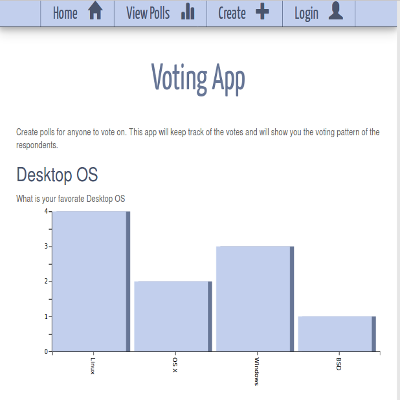 Home View Polls Create Login
Voting App
Create polls for anyone to vote on. This app will keep track of the votes and will show you the voting pattern of the
respondents.
Desktop OS
What is your favorate Desktop OS
4
3
2
1
0
Linux OS X Windows BSD